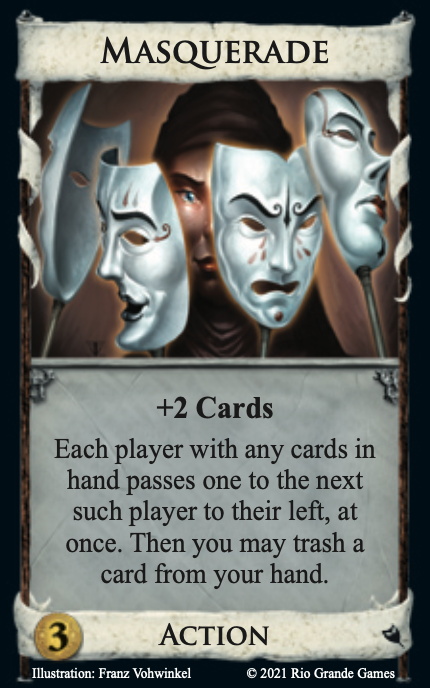 MASQUERADE
+2 Cards
Each player with any cards in
hand passes one to the next
such player to their left, at
once. Then you may trash a
card from your hand.
3
ACTION
Illustration: Franz Vohwinkel
© 2021 Rio Grande Games